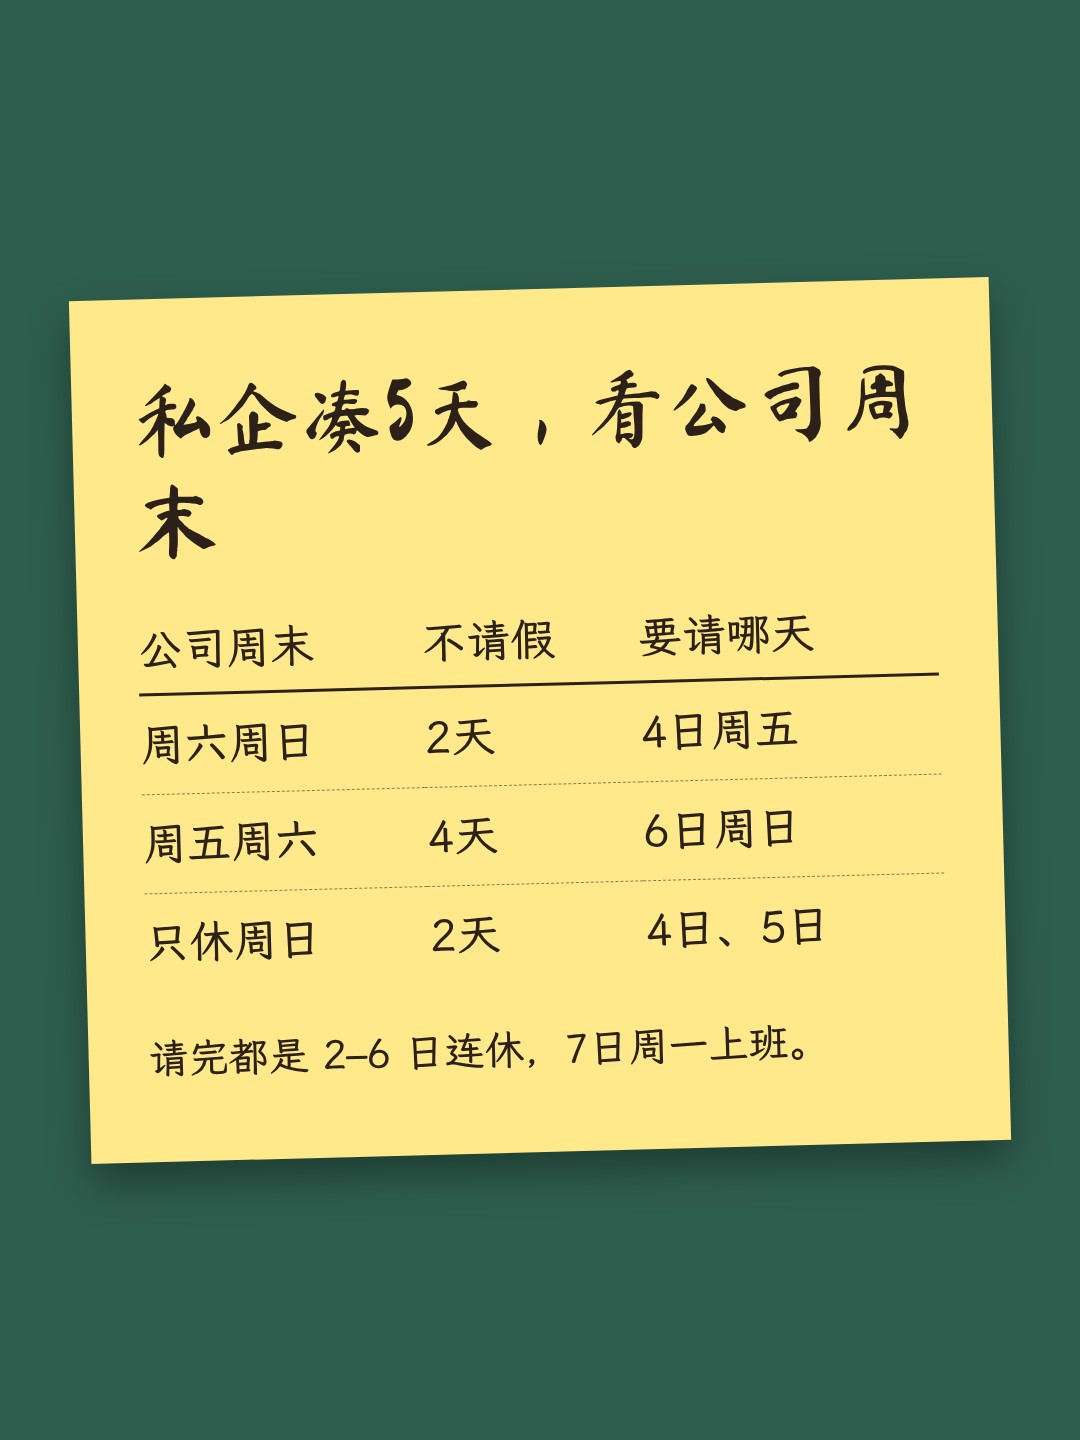 私企凑5天，看公司周
末
公司周末 不请假 要请哪天
周六周日 2天 4日周五
周五周六 4天 6日周日
只休周日 2天 4日、5日
请完都是 2–6 日连休，7日周一上班。